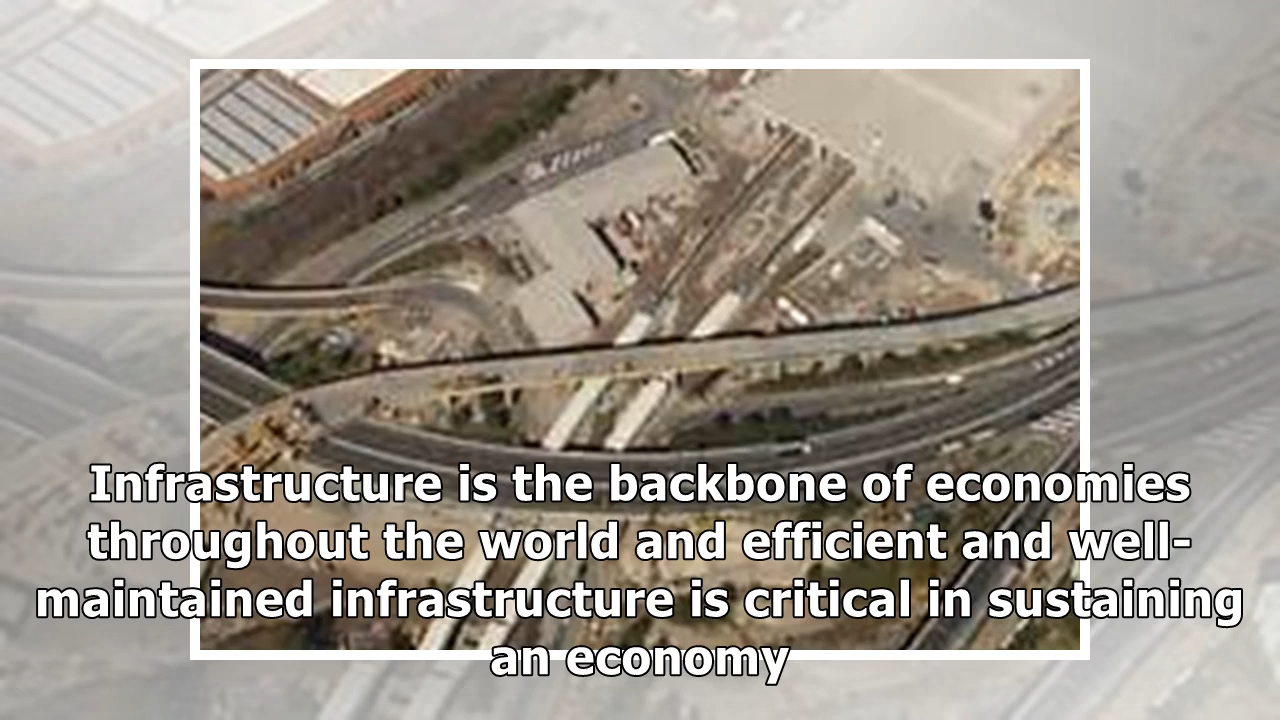 Infrastructure is the backbone of economies
throughout the world and efficient and well-
maintained infrastructure is critical in sustaining
an economy